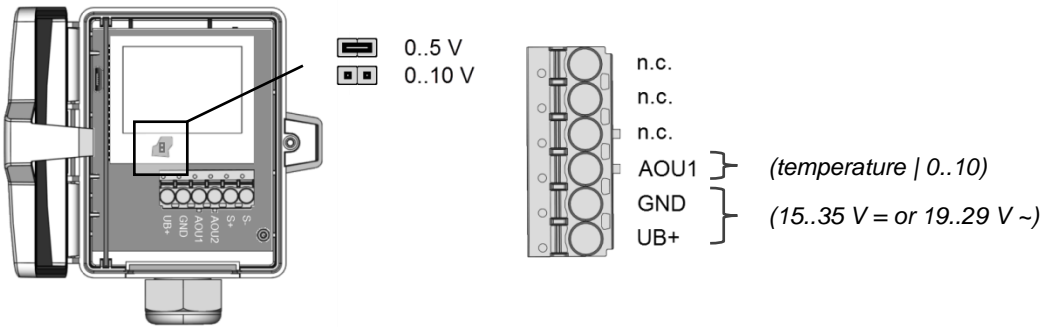 0..5 V
0..10 V
UB+
GND
AOU1
AOU2
S+
S-
n.c.
n.c.
n.c.
AOU1 (temperature | 0..10)
GND
UB+
(15..35 V = or 19..29 V ~)